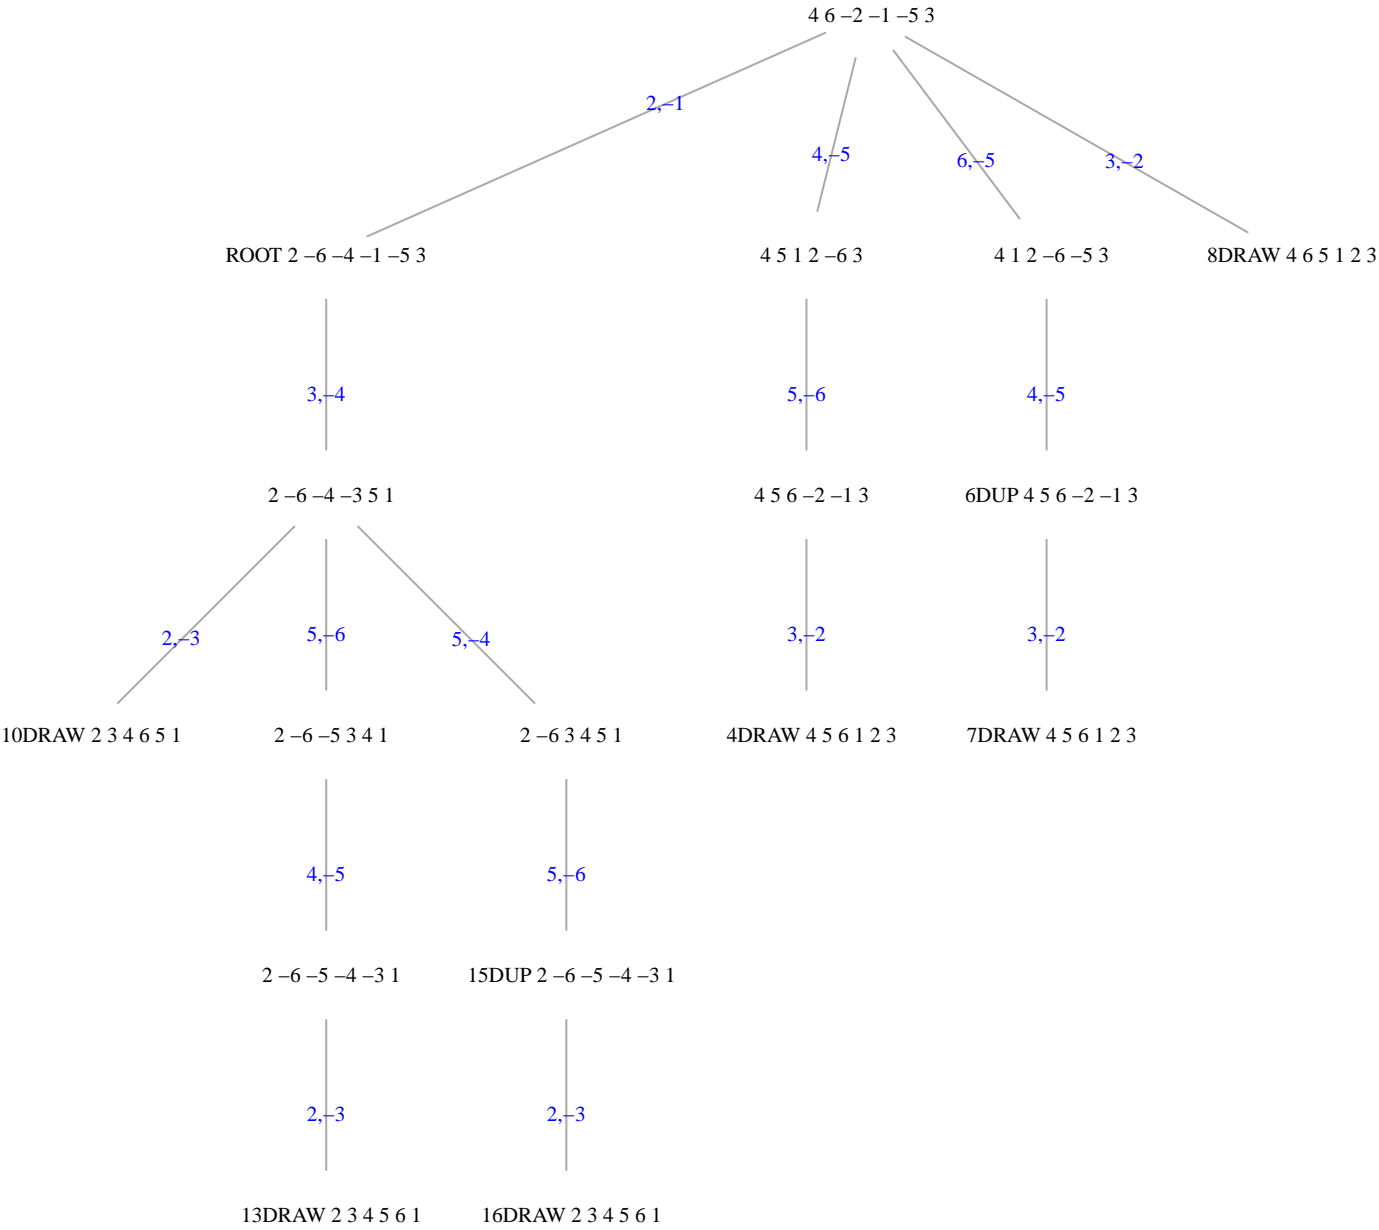 4 6 –2 –1 –5 3
2,–1
4,–5
6,–5
3,–2
ROOT 2 –6 –4 –1 –5 3
4 5 1 2 –6 3
4 1 2 –6 –5 3
8DRAW 4 6 5 1 2 3
3,–4
5,–6
4,–5
2 –6 –4 –3 5 1
4 5 6 –2 –1 3
6DUP 4 5 6 –2 –1 3
2,–3
5,–6
5,–4
3,–2
3,–2
10DRAW 2 3 4 6 5 1
2 –6 –5 3 4 1
2 –6 3 4 5 1
4DRAW 4 5 6 1 2 3
7DRAW 4 5 6 1 2 3
4,–5
5,–6
2 –6 –5 –4 –3 1
15DUP 2 –6 –5 –4 –3 1
2,–3
2,–3
13DRAW 2 3 4 5 6 1
16DRAW 2 3 4 5 6 1